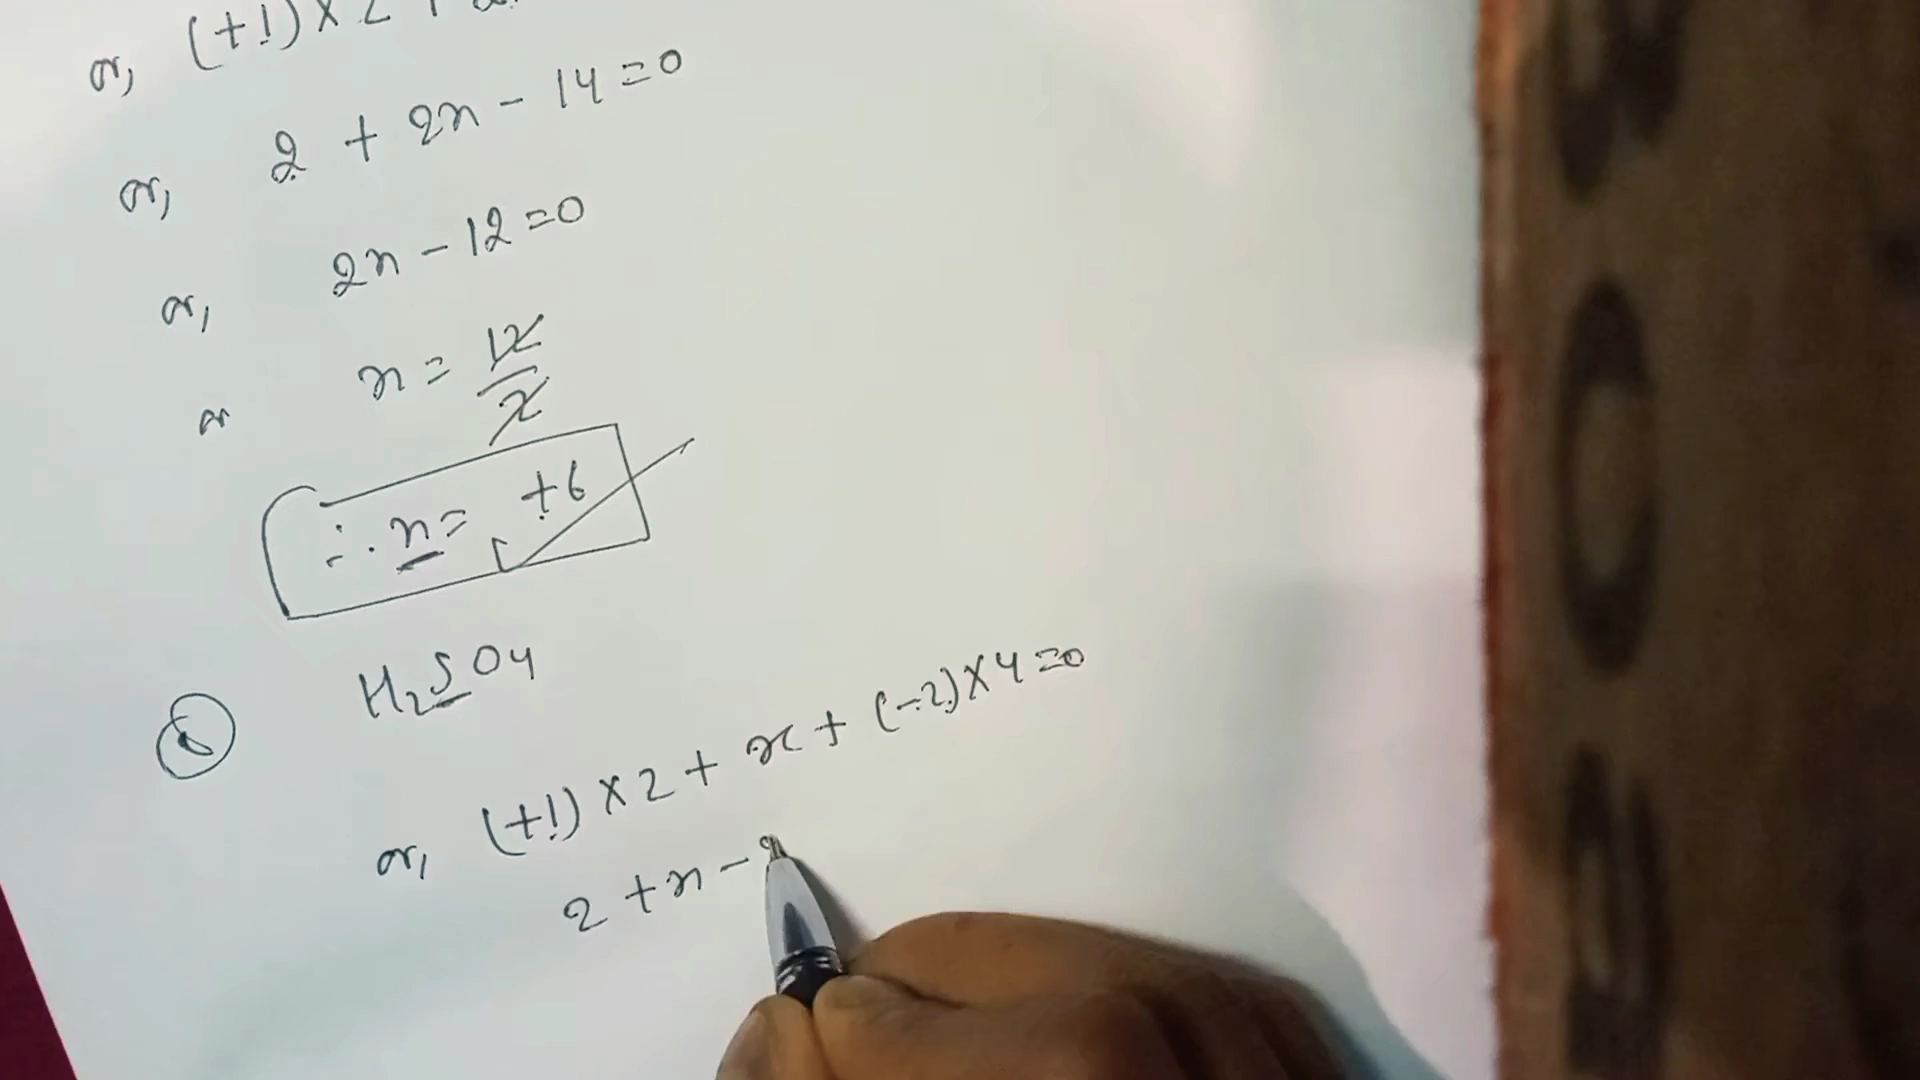 or, (+1) × 2 +
or, 2 + 2x - 14 = 0
or, 2x - 12 = 0
or x = 12/2
∴ x = +6
H2SO4
or, (+1) × 2 + x + (-2) × 4 = 0
2 + x -